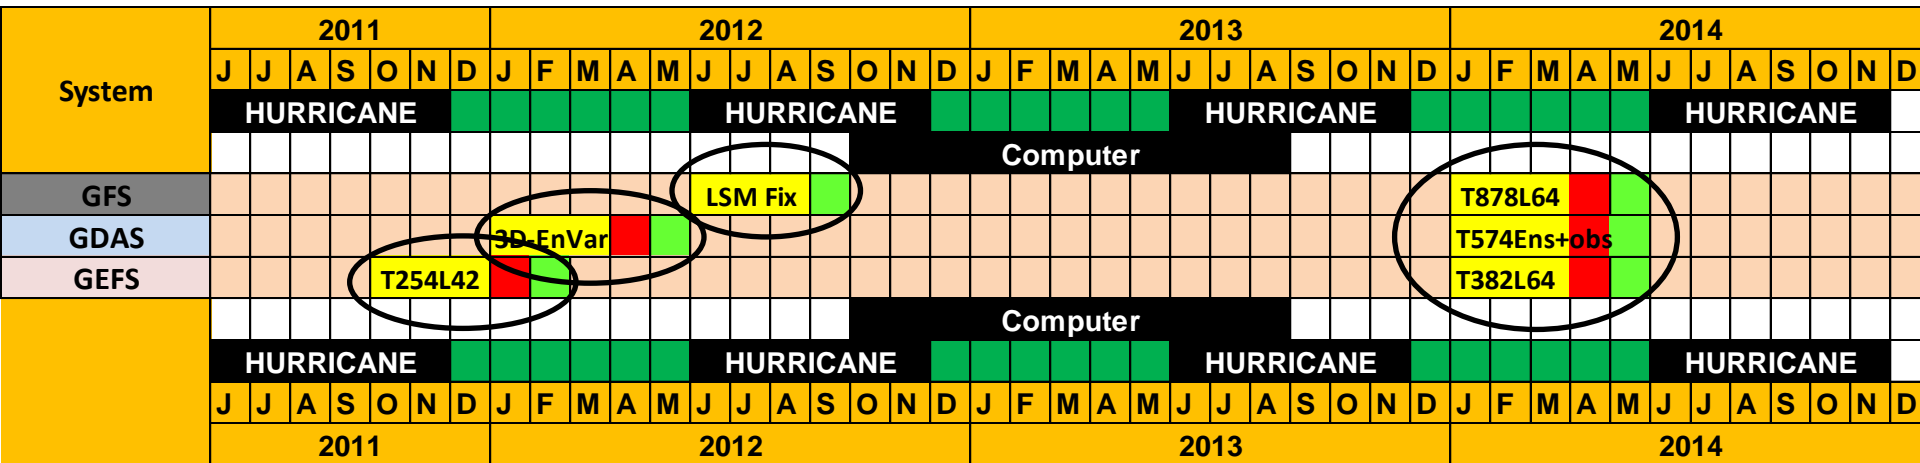 2011 2012 2013 2014
System
J J A S O N D J F M A M J J A S O N D J F M A M J J A S O N D J F M A M J J A S O N D
HURRICANE HURRICANE HURRICANE HURRICANE
Computer
GFS LSM Fix T878L64
GDAS 3D-EnVar T574Ens+obs
GEFS T254L42 T382L64
Computer
HURRICANE HURRICANE HURRICANE HURRICANE
J J A S O N D J F M A M J J A S O N D J F M A M J J A S O N D J F M A M J J A S O N D
2011 2012 2013 2014